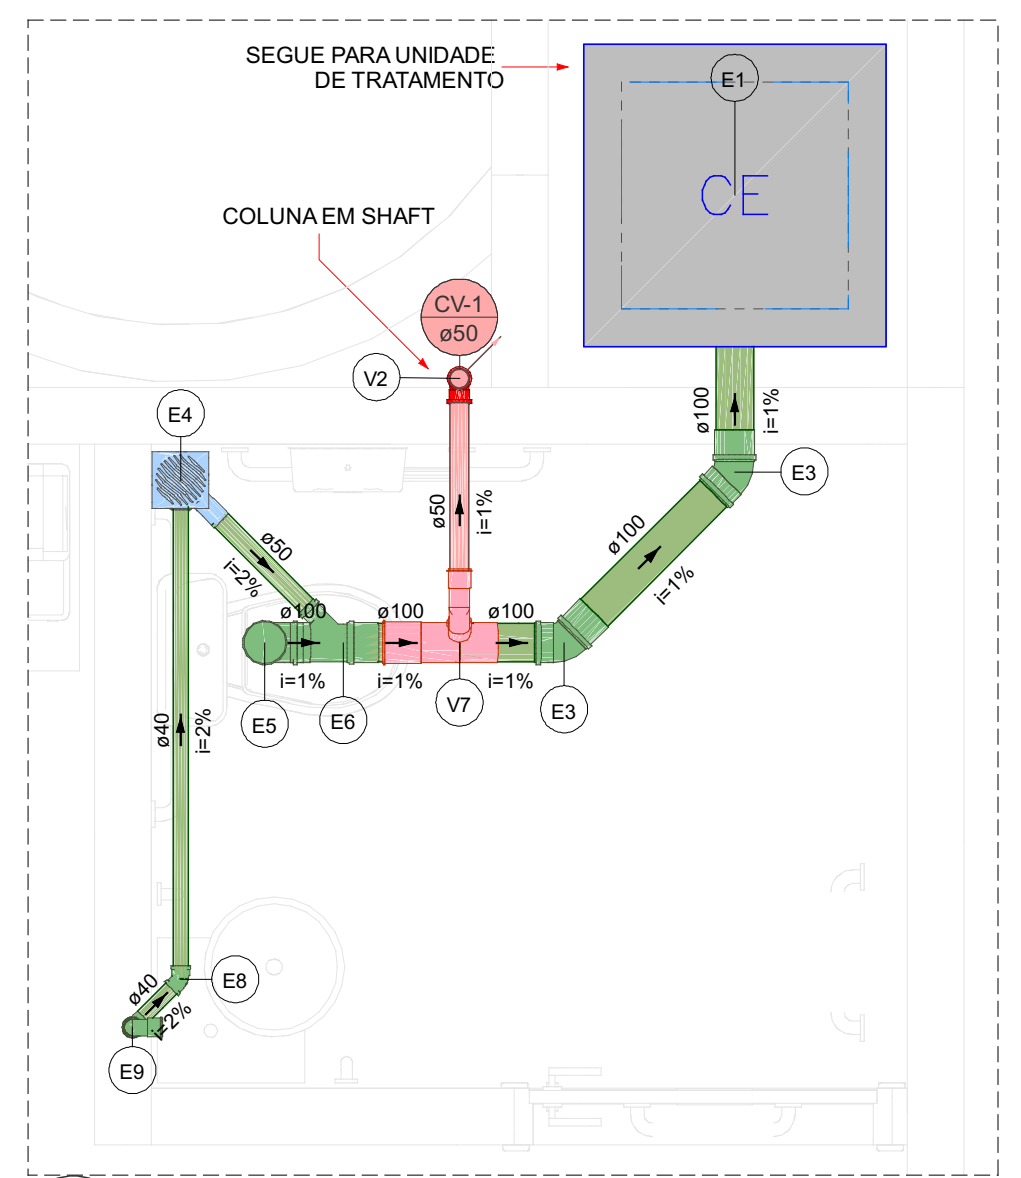 SEGUE PARA UNIDADE
DE TRATAMENTO
E1
CE
COLUNA EM SHAFT
CV-1
ø50
V2
E4
ø100
i=1%
E3
ø50
i=1%
ø100
i=1%
ø50
i=2%
ø100
ø100
ø100
i=1%
i=1%
i=1%
E5
E6
V7
E3
ø40
i=2%
E8
ø40
i=2%
E9